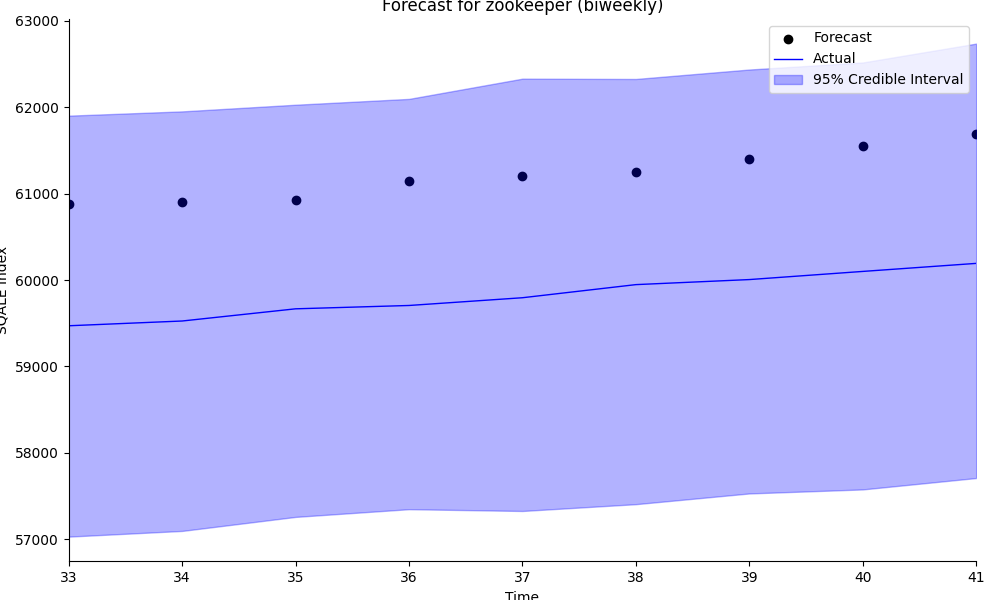 Forecast for zookeeper (biweekly)
63000
62000
61000
60000
59000
58000
57000
SQALE Index
Forecast
Actual
95% Credible Interval
33 34 35 36 37 38 39 40 41
Time